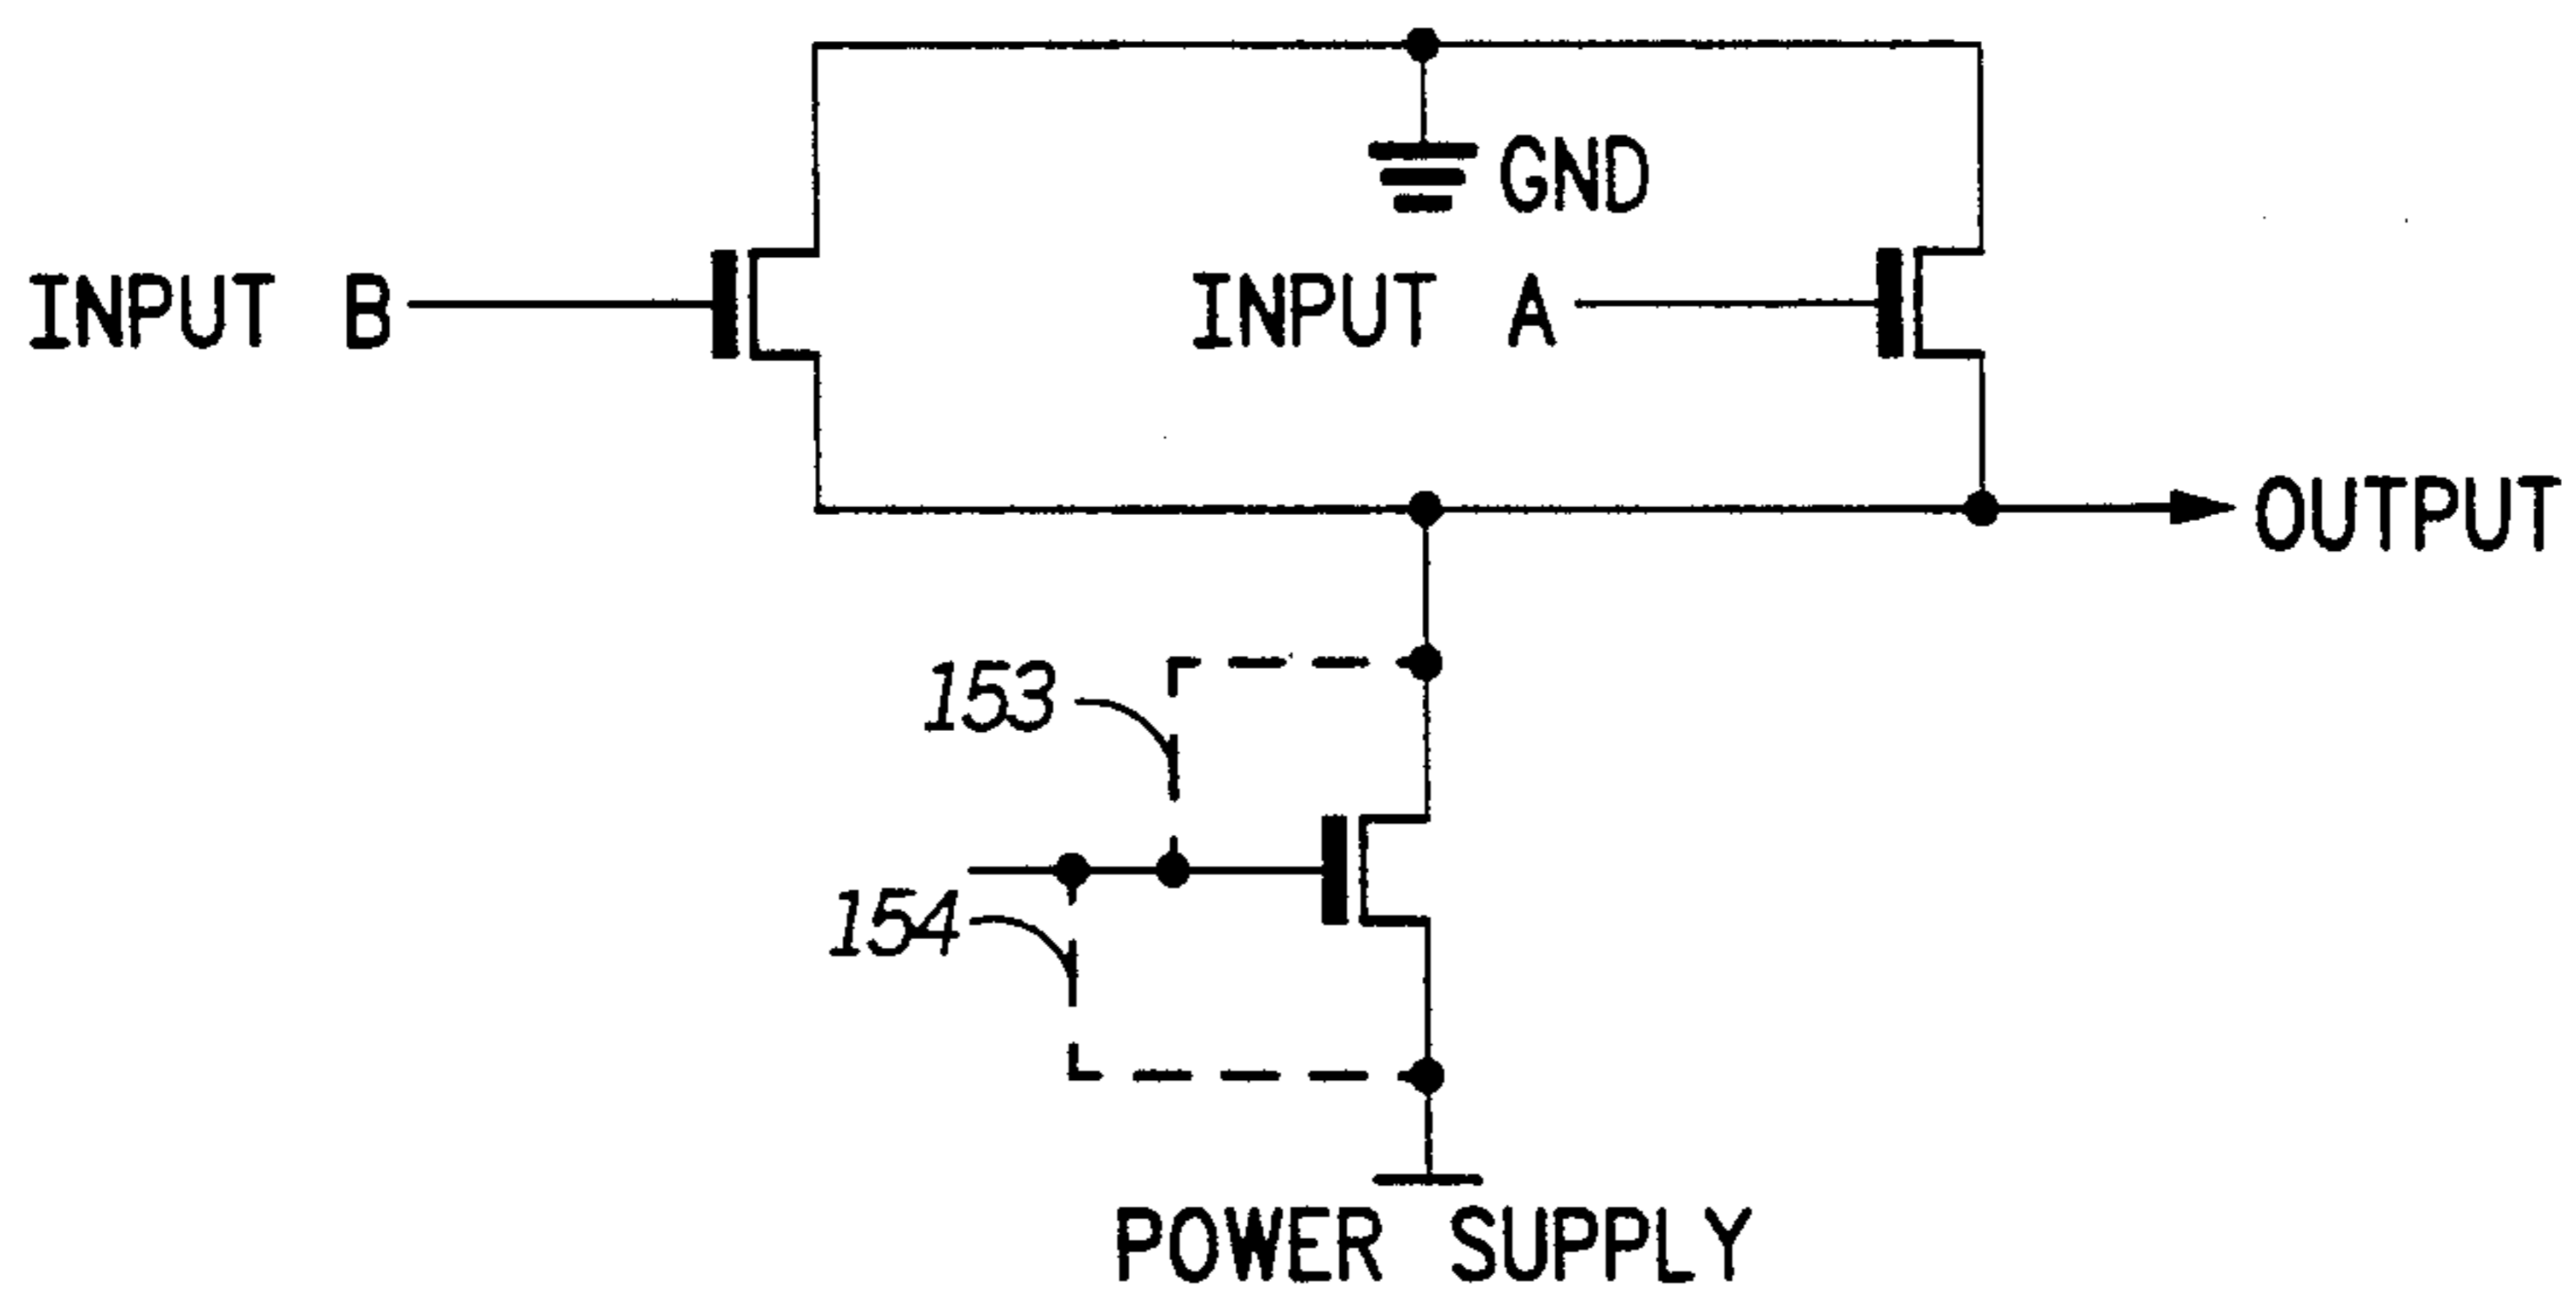 GND
INPUT B
INPUT A
OUTPUT
153
154
POWER SUPPLY